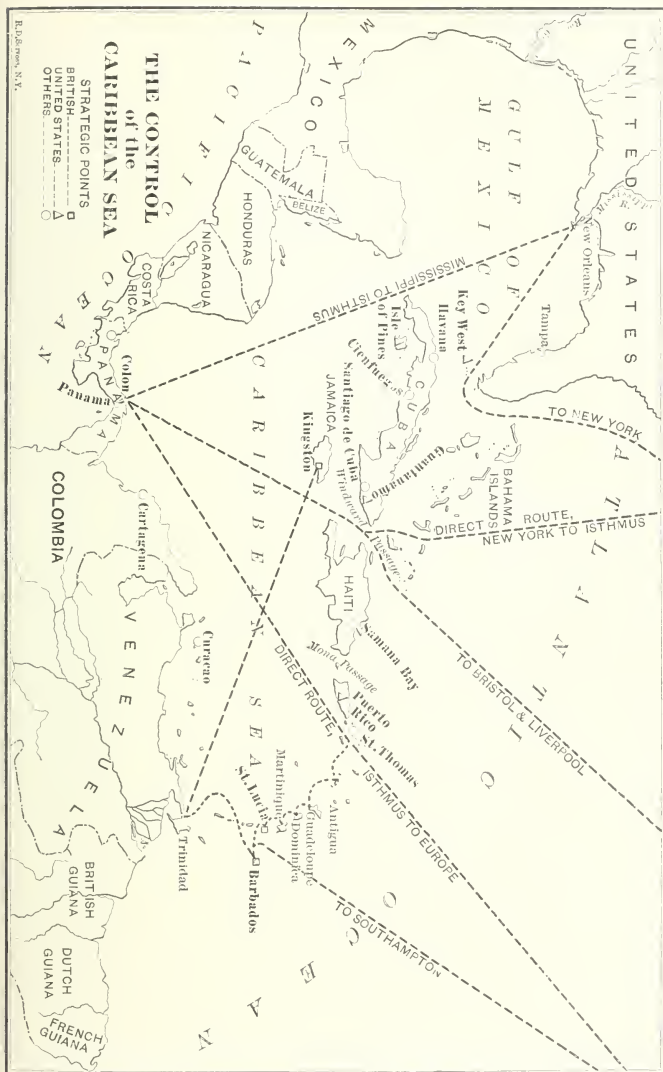 THE CONTROL
of the
CARIBBEAN SEA
STRATEGIC POINTS
BRITISH
UNITED STATES
OTHERS
R.D.Servoss, N.Y.
UNITED STATES
Mississippi R.
New Orleans
Tampa
Key West
GULF OF
MEXICO
MEXICO
PACIFIC
OCEAN
ATLANTIC
OCEAN
TO NEW YORK
MISSISSIPPI TO ISTHMUS
Havana
Isle
of Pines
Cienfuegos
CUBA
Santiago de Cuba
Guantanamo
BAHAMA
ISLANDS
DIRECT ROUTE,
NEW YORK TO ISTHMUS
Windward Passage
JAMAICA
Kingston
HAITI
Samana Bay
Mona Passage
Puerto
Rico
St. Thomas
TO BRISTOL & LIVERPOOL
DIRECT ROUTE,
ISTHMUS TO EUROPE
Antigua
Guadeloupe
Dominica
Martinique
St. Lucia
Barbados
TO SOUTHAMPTON
Trinidad
CARIBBEAN SEA
GUATEMALA
BELIZE
HONDURAS
NICARAGUA
COSTA
RICA
PANAMA
Colon
Panama
COLOMBIA
Cartagena
Curacao
VENEZUELA
BRITISH
GUIANA
DUTCH
GUIANA
FRENCH
GUIANA